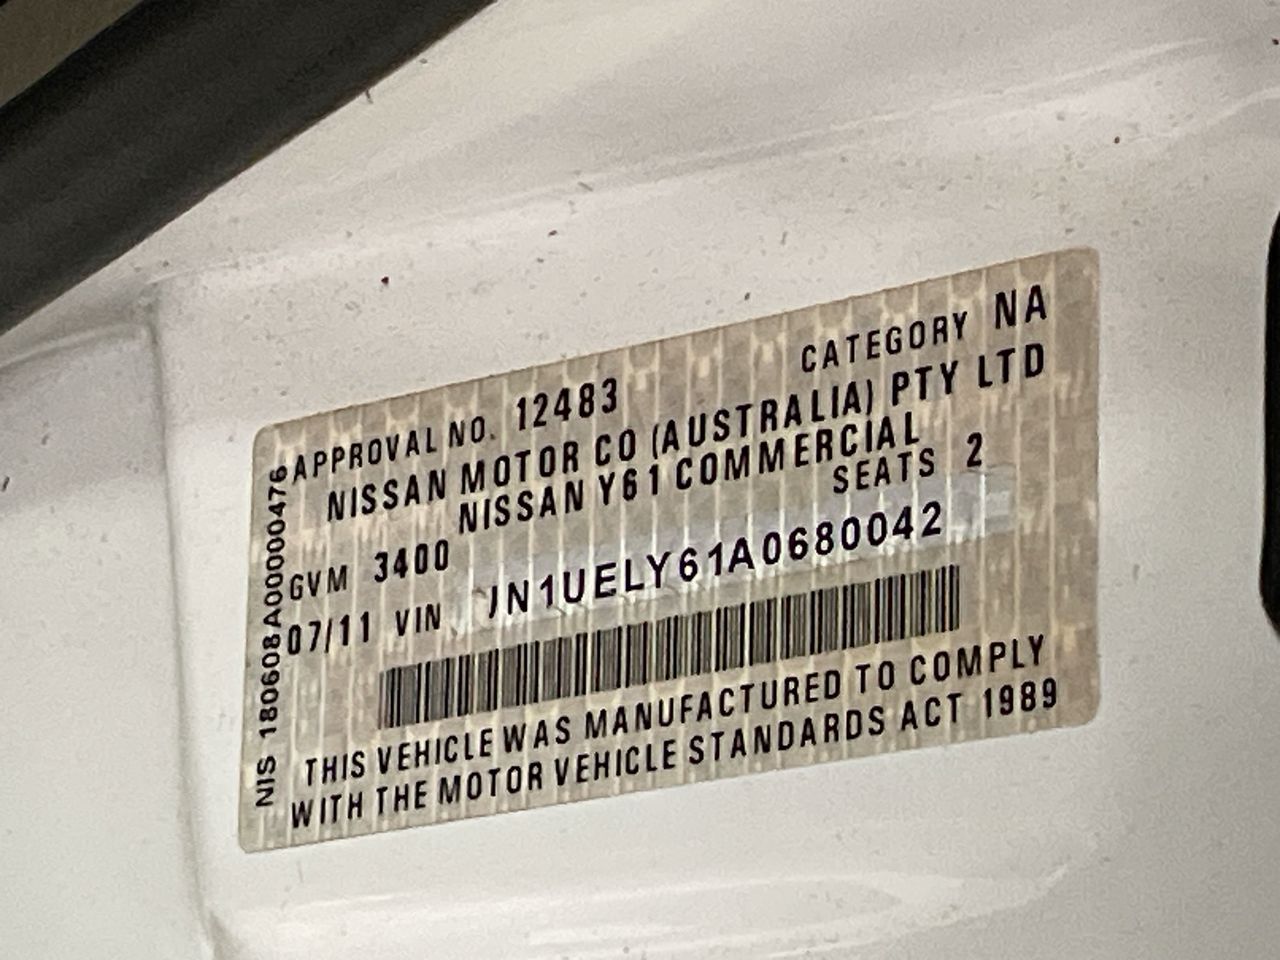 APPROVAL NO. 12483 CATEGORY NA
NISSAN MOTOR CO (AUSTRALIA) PTY LTD
NISSAN Y61 COMMERCIAL
GVM 3400 SEATS 2
07/11 VIN JN1UELY61A0680042
THIS VEHICLE WAS MANUFACTURED TO COMPLY
WITH THE MOTOR VEHICLE STANDARDS ACT 1989
NIS 180608A00000476